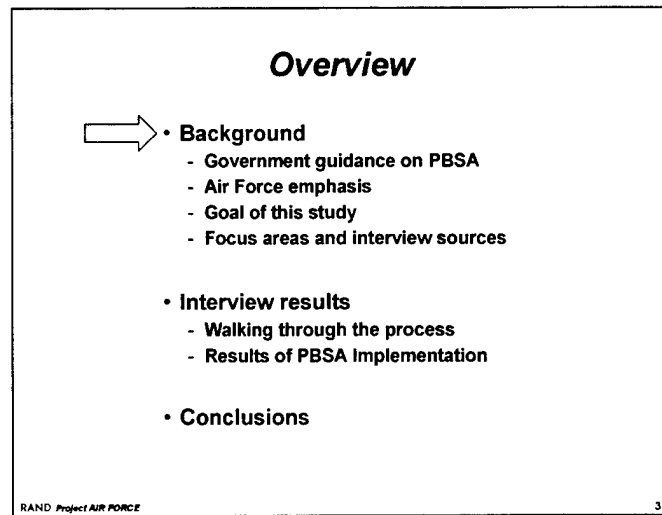 Overview
• Background
- Government guidance on PBSA
- Air Force emphasis
- Goal of this study
- Focus areas and interview sources
• Interview results
- Walking through the process
- Results of PBSA Implementation
• Conclusions
RAND Project AIR FORCE
3